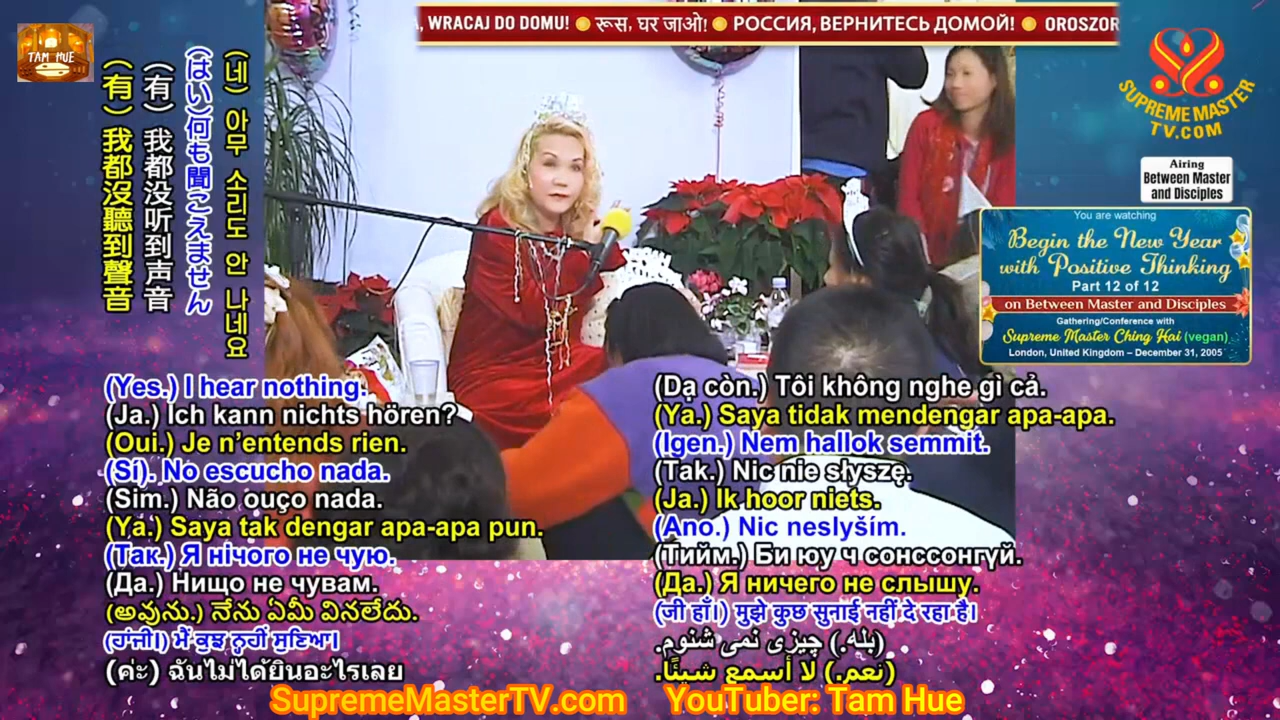 , WRACAJ DO DOMU! रूस, घर जाओ! РОССИЯ, ВЕРНИТЕСЬ ДОМОЙ! OROSZOR
TAM HUE
SUPREME MASTER
TV.COM
Airing
Between Master
and Disciples
You are watching
Begin the New Year
with Positive Thinking
Part 12 of 12
on Between Master and Disciples
Gathering/Conference with
Supreme Master Ching Hai (vegan)
London, United Kingdom – December 31, 2005
(네) 아무 소리도 안 나네요
(はい)何も聞こえません
(有) 我都没听到声音
(有) 我都沒聽到聲音
(Yes.) I hear nothing.
(Ja.) Ich kann nichts hören?
(Oui.) Je n’entends rien.
(Sí). No escucho nada.
(Sim.) Não ouço nada.
(Ya.) Saya tak dengar apa-apa pun.
(Так.) Я нічого не чую.
(Да.) Нищо не чувам.
(అవును.) నేను ఏమీ వినలేదు.
(ਹਾਂਜੀ।) ਮੈਂ ਕੁਝ ਨਹੀਂ ਸੁਣਿਆ।
(ค่ะ) ฉันไม่ได้ยินอะไรเลย
(Dạ còn.) Tôi không nghe gì cả.
(Ya.) Saya tidak mendengar apa-apa.
(Igen.) Nem hallok semmit.
(Tak.) Nic nie słyszę.
(Ja.) Ik hoor niets.
(Ano.) Nic neslyším.
(Тийм.) Би юу ч сонссонгүй.
(Да.) Я ничего не слышу.
(जी हाँ।) मुझे कुछ सुनाई नहीं दे रहा है।
(بله.) چیزی نمی شنوم.
(نعم.) لا أسمع شيئًا.
SupremeMasterTV.com YouTuber: Tam Hue